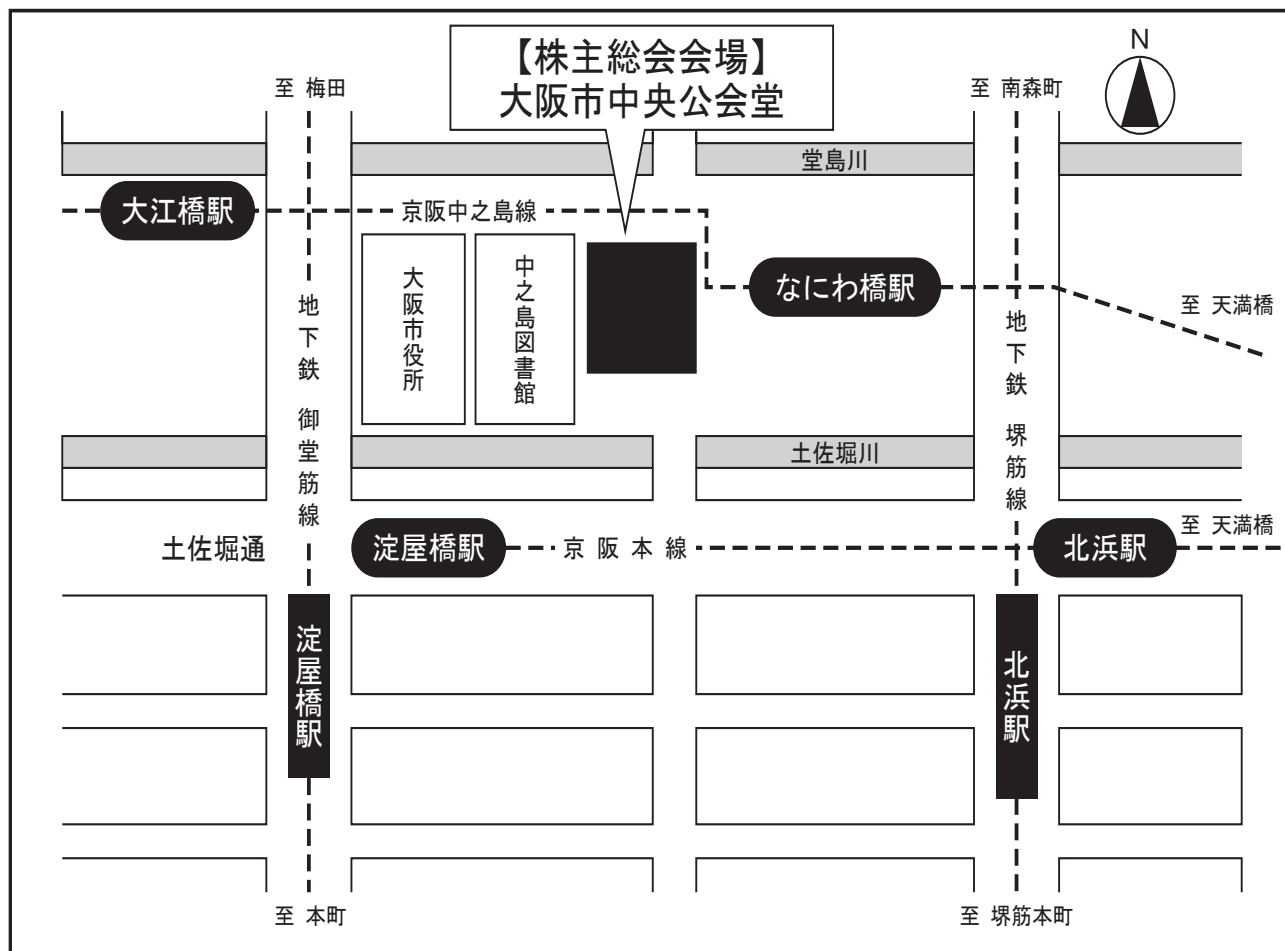 【株主総会会場】
大阪市中央公会堂
N
至 梅田
至 南森町
堂島川
大江橋駅
京阪中之島線
なにわ橋駅
至 天満橋
大阪市役所
中之島図書館
地下鉄 御堂筋線
地下鉄 堺筋線
土佐堀川
土佐堀通
淀屋橋駅
京阪本線
北浜駅
至 天満橋
淀屋橋駅
北浜駅
至 本町
至 堺筋本町